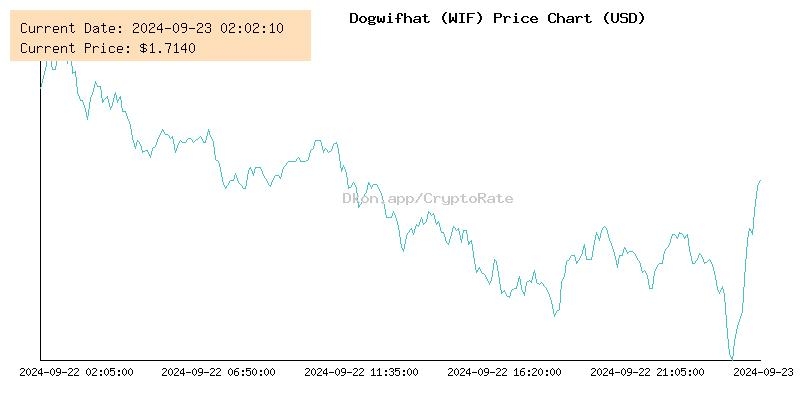 Dogwifhat (WIF) Price Chart (USD)
Current Date: 2024-09-23 02:02:10
Current Price: $1.7140
Dkon.app/CryptoRate
2024-09-22 02:05:00
2024-09-22 06:50:00
2024-09-22 11:35:00
2024-09-22 16:20:00
2024-09-22 21:05:00
2024-09-23